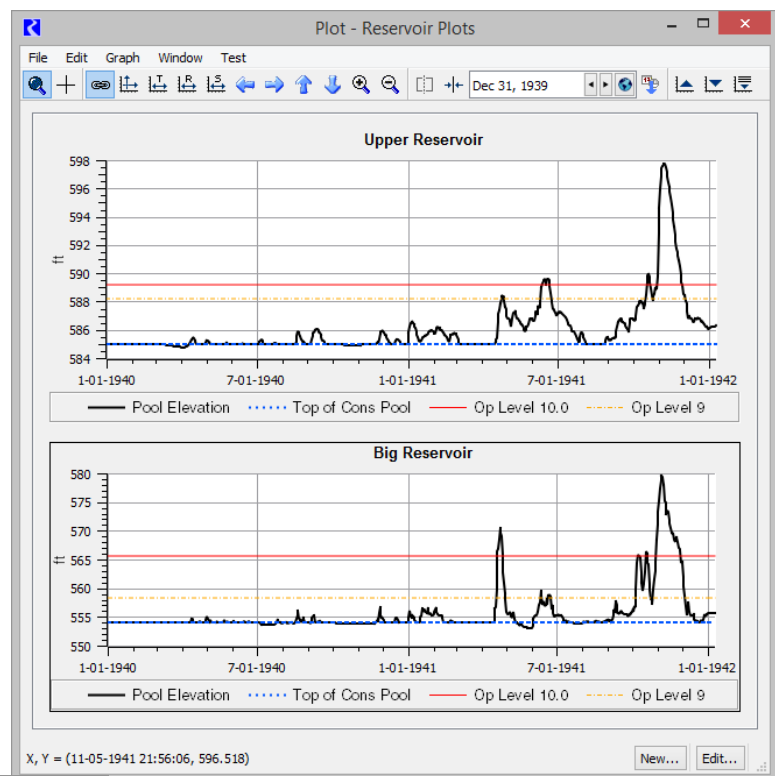 Plot - Reservoir Plots
File Edit Graph Window Test
T R S Dec 31, 1939 15
Upper Reservoir
598
596
594
592
590
588
586
584
ft
1-01-1940 7-01-1940 1-01-1941 7-01-1941 1-01-1942
Pool Elevation Top of Cons Pool Op Level 10.0 Op Level 9
Big Reservoir
580
575
570
565
560
555
550
ft
1-01-1940 7-01-1940 1-01-1941 7-01-1941 1-01-1942
Pool Elevation Top of Cons Pool Op Level 10.0 Op Level 9
X, Y = (11-05-1941 21:56:06, 596.518) New... Edit...